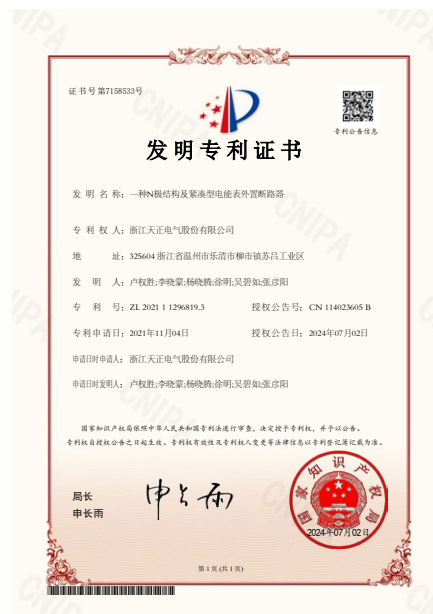 证书号第7158533号
专利公告信息
发明专利证书
发 明 名 称：一种N极结构及紧凑型电能表外置断路器
专 利 权 人：浙江天正电气股份有限公司
地 址：325604 浙江省温州市乐清市柳市镇苏吕工业区
发 明 人：卢权胜;李晓蒙;杨晓腾;徐明;吴碧如;张彦阳
专 利 号：ZL 2021 1 1296819.3 授权公告号：CN 114023605 B
专利申请日：2021年11月04日 授权公告日：2024年07月02日
申请日时申请人：浙江天正电气股份有限公司
申请日时发明人：卢权胜;李晓蒙;杨晓腾;徐明;吴碧如;张彦阳
国家知识产权局依照中华人民共和国专利法进行审查，决定授予专利权，并予以公告。
专利权自授权公告之日起生效。专利权有效性及专利权人变更等法律信息以专利登记簿记载为准。
局长
申长雨
申长雨
国家知识产权局
2024年07月02日
第 1 页 (共 1 页)
CNIPA
CNIPA
CNIPA
CNIPA
CNIPA
CNIPA